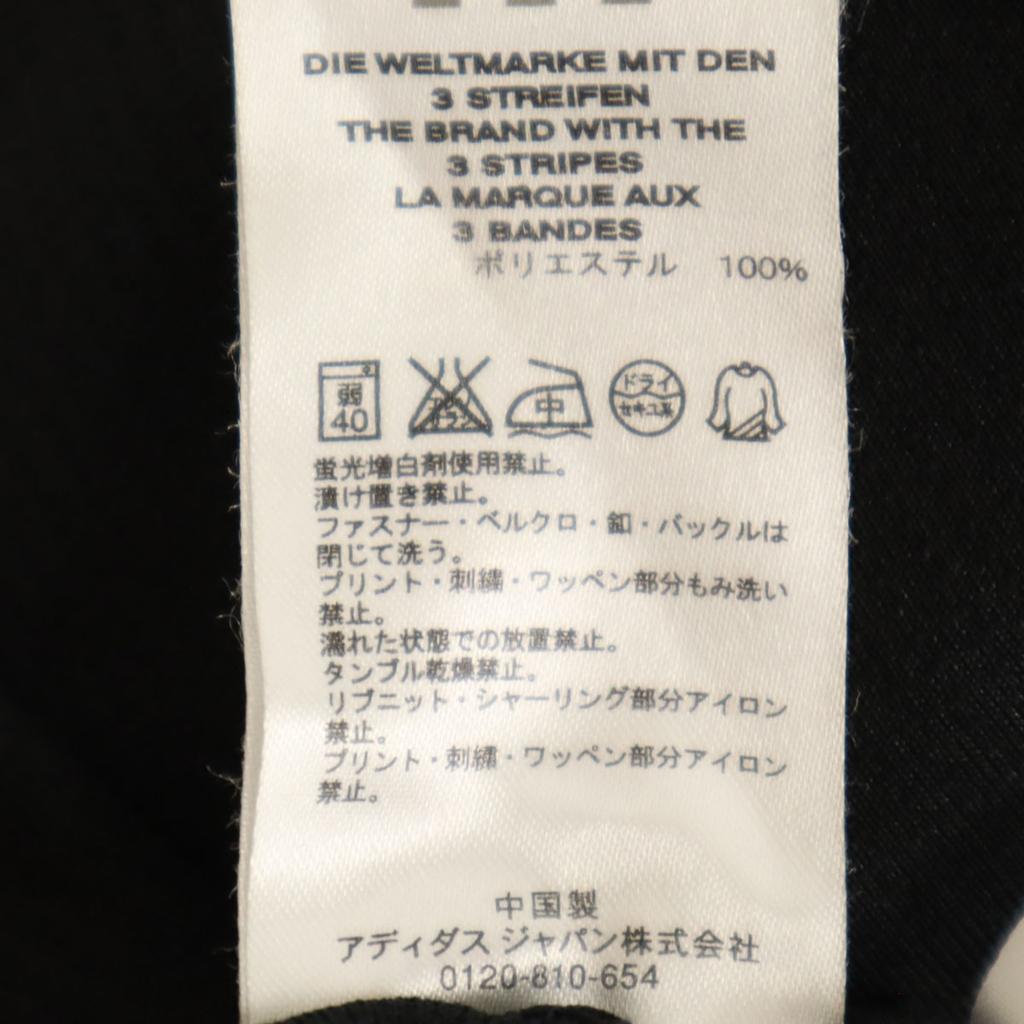 DIE WELTMARKE MIT DEN
3 STREIFEN
THE BRAND WITH THE
3 STRIPES
LA MARQUE AUX
3 BANDES
ポリエステル 100%
弱 中 ドライ
40 セキユ系
蛍光増白剤使用禁止。
漬け置き禁止。
ファスナー・ベルクロ・釦・バックルは
閉じて洗う。
プリント・刺繍・ワッペン部分もみ洗い
禁止。
濡れた状態での放置禁止。
タンブル乾燥禁止。
リブニット・シャーリング部分アイロン
禁止。
プリント・刺繍・ワッペン部分アイロン
禁止。
中国製
アディダス ジャパン株式会社
0120-810-654